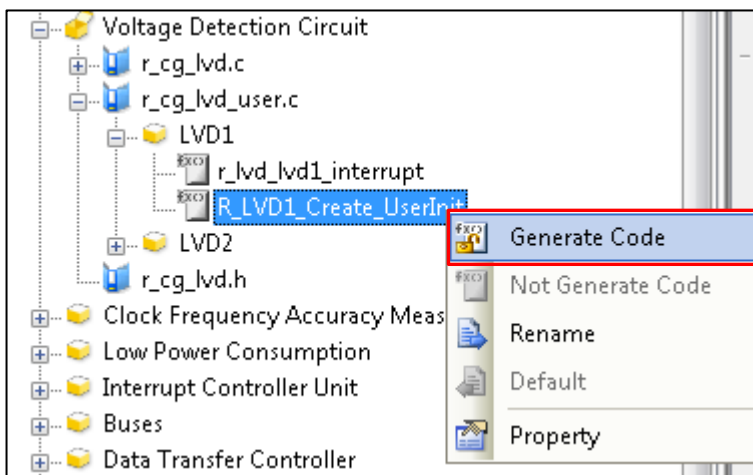 Voltage Detection Circuit
r_cg_lvd.c
r_cg_lvd_user.c
LVD1
r_lvd_lvd1_interrupt
R_LVD1_Create_UserInit
LVD2
r_cg_lvd.h
Clock Frequency Accuracy Meas
Low Power Consumption
Interrupt Controller Unit
Buses
Data Transfer Controller
Generate Code
Not Generate Code
Rename
Default
Property